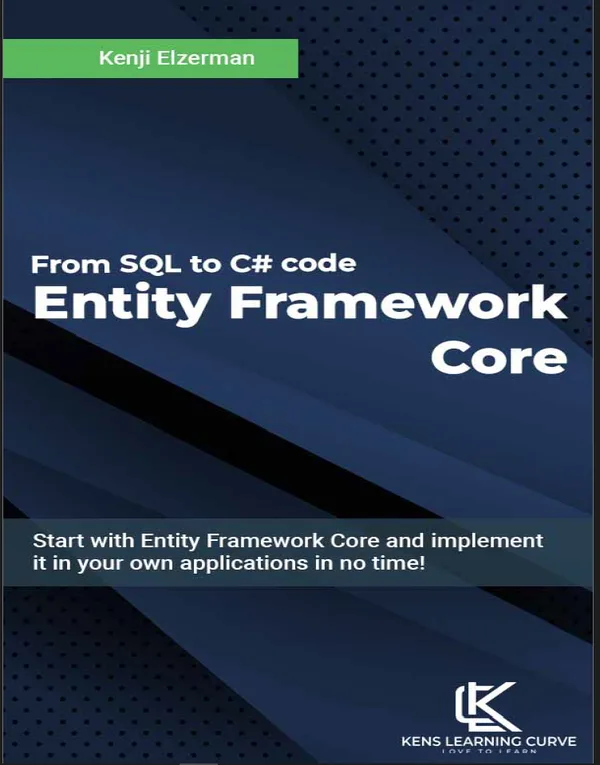 Kenji Elzerman
From SQL to C# code
Entity Framework
Core
Start with Entity Framework Core and implement
it in your own applications in no time!
KENS LEARNING CURVE
LOVE TO LEARN